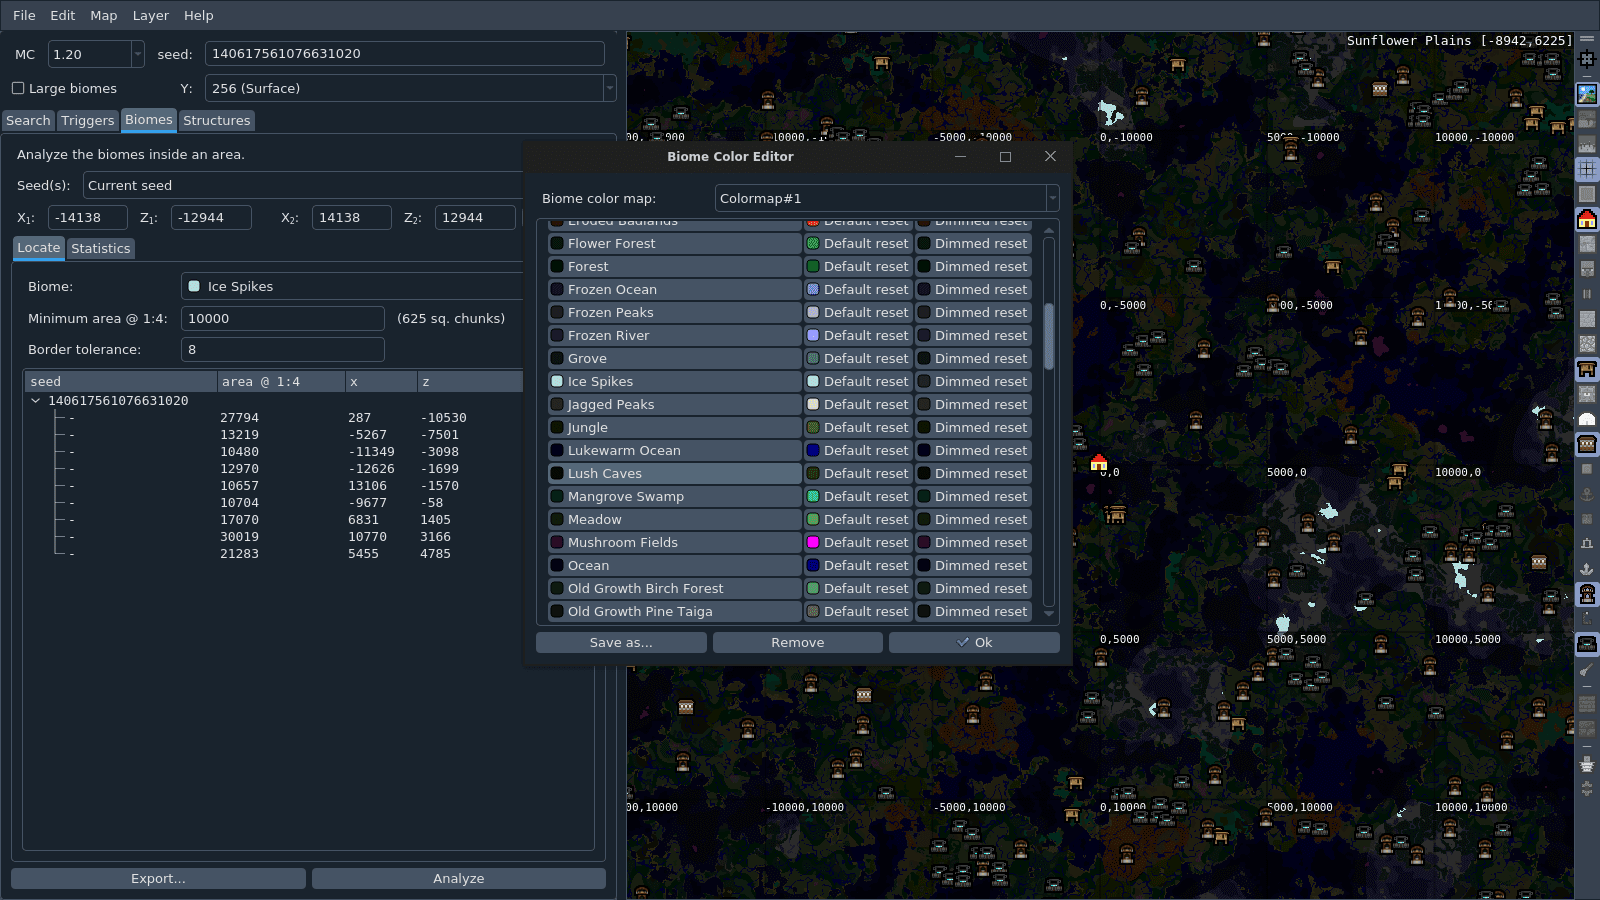 File Edit Map Layer Help
MC 1.20 seed: 140617561076631020
Large biomes Y: 256 (Surface)
Search Triggers Biomes Structures
Analyze the biomes inside an area.
Seed(s): Current seed
X₁: -14138 Z₁: -12944 X₂: 14138 Z₂: 12944
Locate Statistics
Biome: Ice Spikes
Minimum area @ 1:4: 10000 (625 sq. chunks)
Border tolerance: 8
seed area @ 1:4 x z
140617561076631020
- 27794 287 -10530
- 13219 -5267 -7501
- 10480 -11349 -3098
- 12970 -12626 -1699
- 10657 13106 -1570
- 10704 -9677 -58
- 17070 6831 1405
- 30019 10770 3166
- 21283 5455 4785
Export... Analyze
Biome Color Editor
Biome color map: Colormap#1
Eroded Badlands Default reset Dimmed reset
Flower Forest Default reset Dimmed reset
Forest Default reset Dimmed reset
Frozen Ocean Default reset Dimmed reset
Frozen Peaks Default reset Dimmed reset
Frozen River Default reset Dimmed reset
Grove Default reset Dimmed reset
Ice Spikes Default reset Dimmed reset
Jagged Peaks Default reset Dimmed reset
Jungle Default reset Dimmed reset
Lukewarm Ocean Default reset Dimmed reset
Lush Caves Default reset Dimmed reset
Mangrove Swamp Default reset Dimmed reset
Meadow Default reset Dimmed reset
Mushroom Fields Default reset Dimmed reset
Ocean Default reset Dimmed reset
Old Growth Birch Forest Default reset Dimmed reset
Old Growth Pine Taiga Default reset Dimmed reset
Save as... Remove Ok
Sunflower Plains [-8942,6225]
-10000,-10000 -5000,-10000 0,-10000 5000,-10000 10000,-10000
0,-5000
0,0 5000,0 10000,0
0,5000 5000,5000 10000,5000
00,10000 -10000,10000 -5000,10000 0,10000 5000,10000 10000,10000